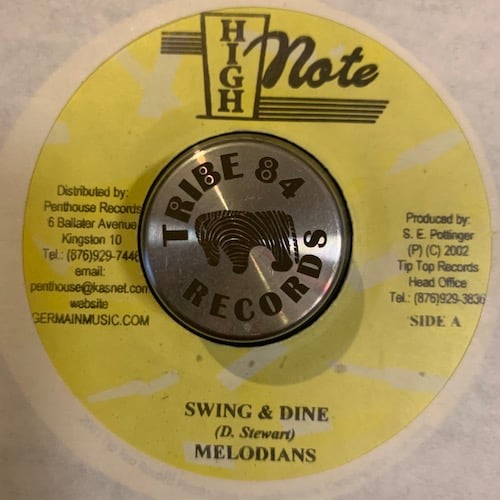 HIGH Note
TRIBE 84
RECORDS
Distributed by:
Penthouse Records
6 Ballater Avenue
Kingston 10
Tel.: (876)929-7446
email:
penthouse@kasnet.com
website
GERMAINMUSIC.COM
Produced by:
S. E. Pottinger
(P) (C) 2002
Tip Top Records
Head Office
Tel.: (876)929-3836
SIDE A
SWING & DINE
(D. Stewart)
MELODIANS